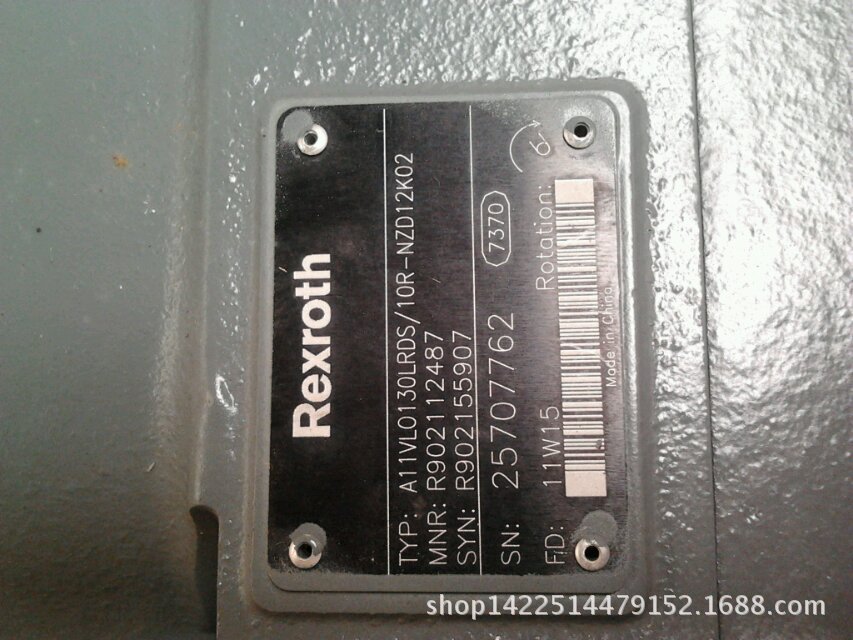 Rexroth
TYP: A11VLO130LRDS/10R-NZD12K02
MNR: R902112487
SYN: R902155907
SN: 25707762 7370
FD: 11W15 Rotation:
Made in China
shop1422514479152.1688.com